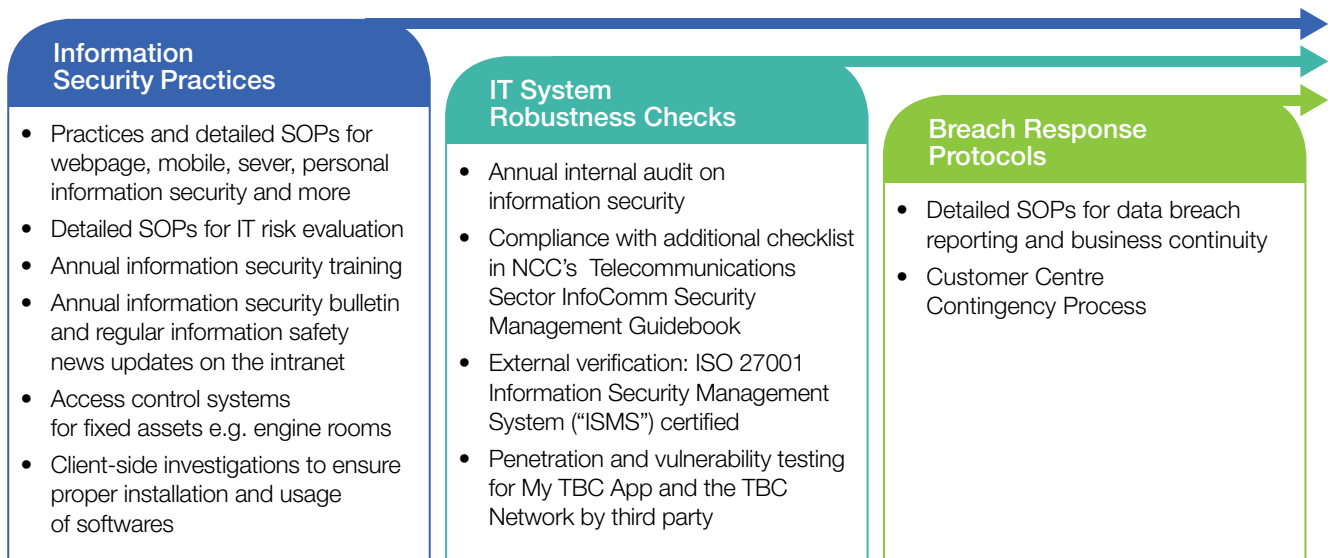 Information
Security Practices
• Practices and detailed SOPs for
webpage, mobile, sever, personal
information security and more
• Detailed SOPs for IT risk evaluation
• Annual information security training
• Annual information security bulletin
and regular information safety
news updates on the intranet
• Access control systems
for fixed assets e.g. engine rooms
• Client-side investigations to ensure
proper installation and usage
of softwares
IT System
Robustness Checks
• Annual internal audit on
information security
• Compliance with additional checklist
in NCC’s Telecommunications
Sector InfoComm Security
Management Guidebook
• External verification: ISO 27001
Information Security Management
System (“ISMS”) certified
• Penetration and vulnerability testing
for My TBC App and the TBC
Network by third party
Breach Response
Protocols
• Detailed SOPs for data breach
reporting and business continuity
• Customer Centre
Contingency Process